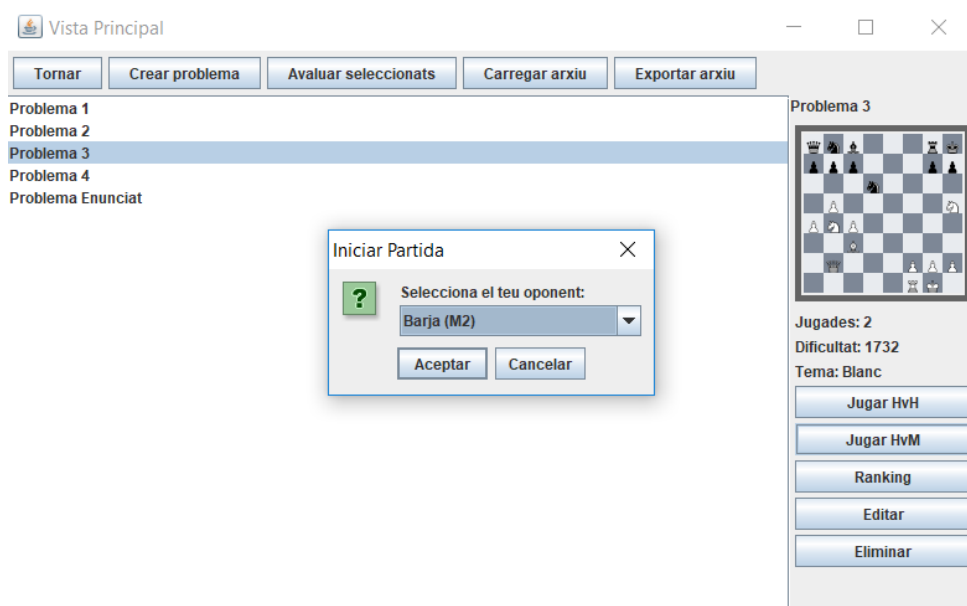 Vista Principal
Tornar Crear problema Avaluar seleccionats Carregar arxiu Exportar arxiu
Problema 1
Problema 2
Problema 3
Problema 4
Problema Enunciat
Iniciar Partida
?
Selecciona el teu oponent:
Barja (M2)
Aceptar Cancelar
Problema 3
Jugades: 2
Dificultat: 1732
Tema: Blanc
Jugar HvH
Jugar HvM
Ranking
Editar
Eliminar